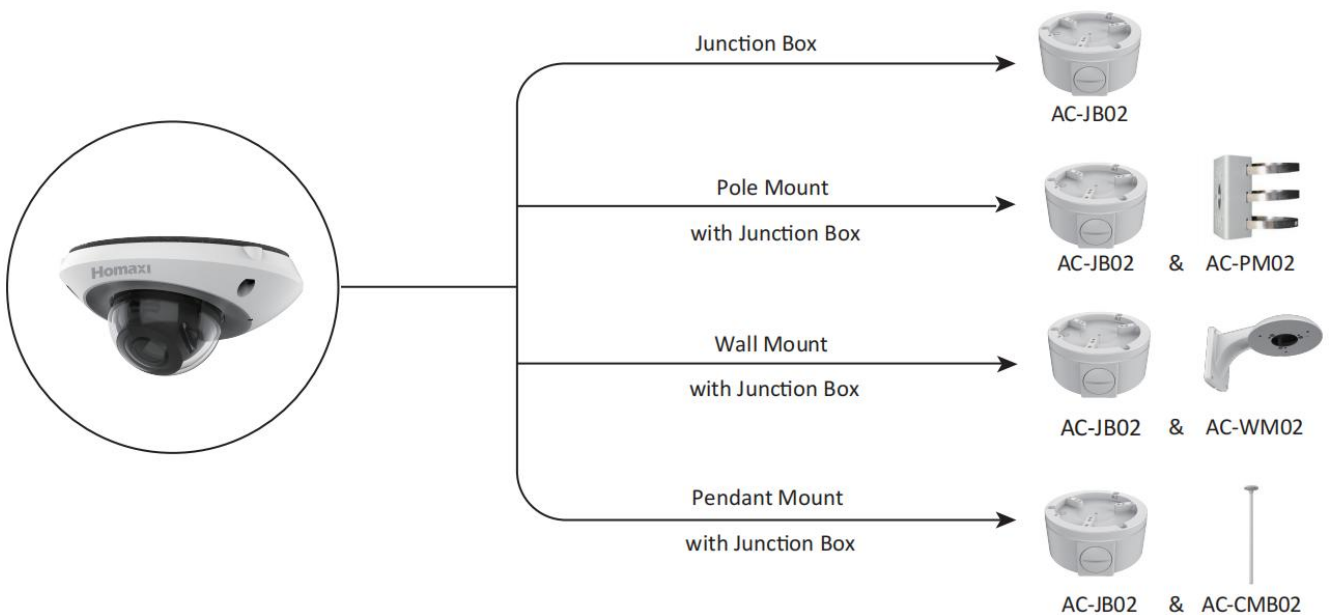 Junction Box
AC-JB02
Pole Mount
with Junction Box
AC-JB02 & AC-PM02
Homaxi
Wall Mount
with Junction Box
AC-JB02 & AC-WM02
Pendant Mount
with Junction Box
AC-JB02 & AC-CMB02